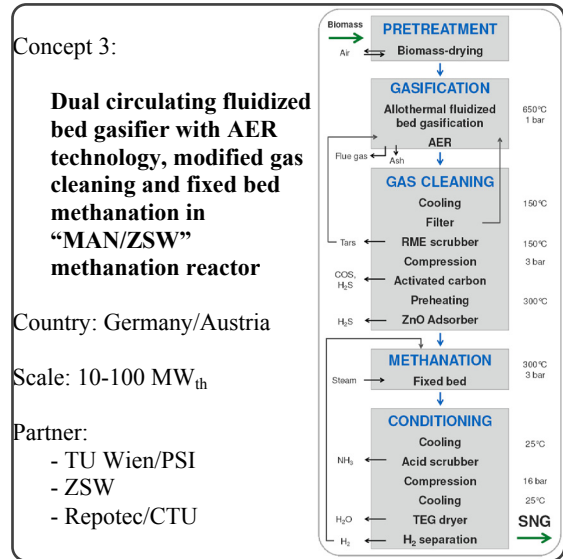 Concept 3:
Dual circulating fluidized
bed gasifier with AER
technology, modified gas
cleaning and fixed bed
methanation in
“MAN/ZSW”
methanation reactor
Country: Germany/Austria
Scale: 10-100 MWth
Partner:
- TU Wien/PSI
- ZSW
- Repotec/CTU
Biomass
PRETREATMENT
Air
Biomass-drying
GASIFICATION
Allothermal fluidized
bed gasification
650°C
1 bar
AER
Flue gas
Ash
GAS CLEANING
Cooling
150°C
Filter
Tars
RME scrubber
150°C
Compression
3 bar
COS,
H2S
Activated carbon
Preheating
300°C
H2S
ZnO Adsorber
METHANATION
300°C
3 bar
Steam
Fixed bed
CONDITIONING
Cooling
25°C
NH3
Acid scrubber
Compression
16 bar
Cooling
25°C
H2O
TEG dryer
SNG
H2
H2 separation